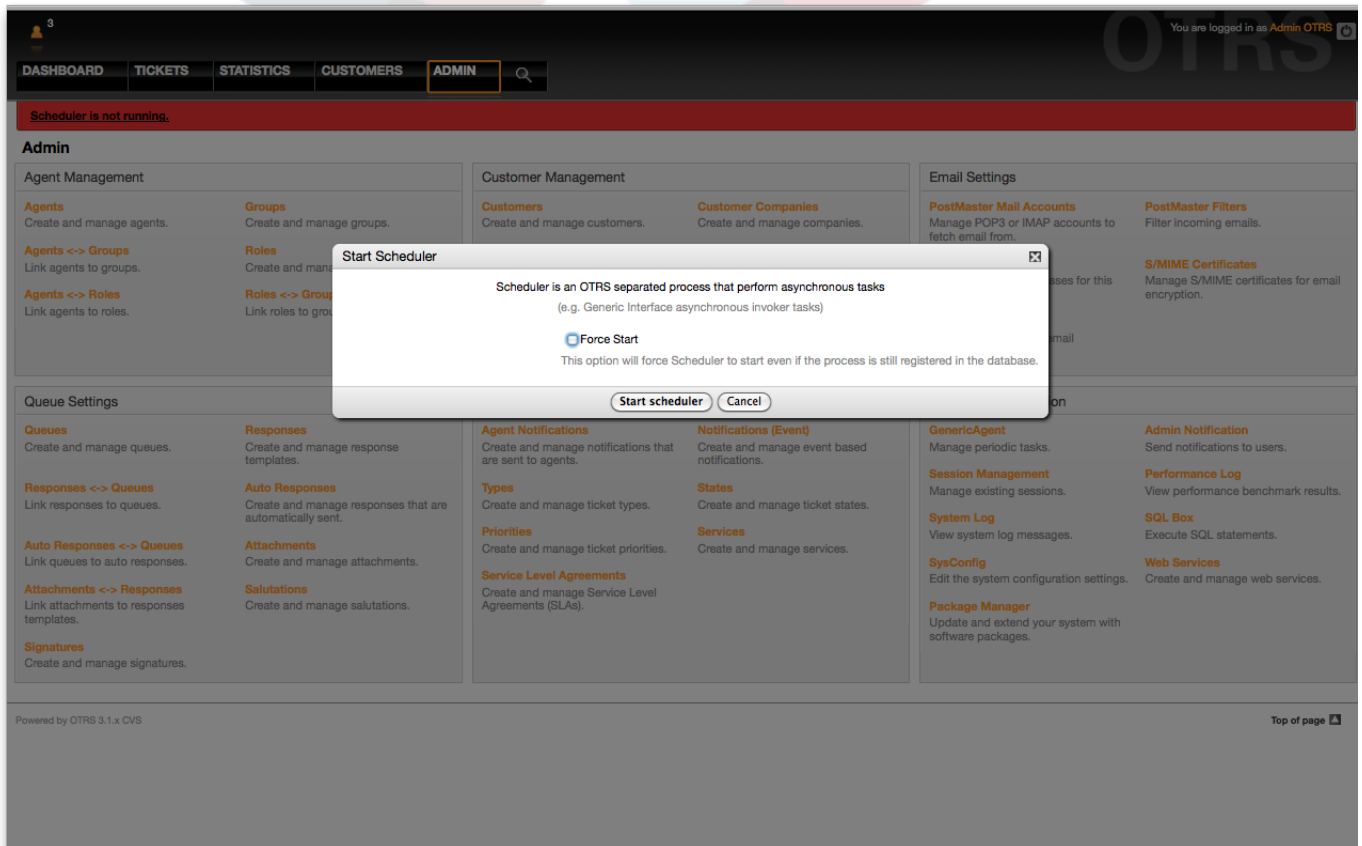 3
OTRS
You are logged in as Admin OTRS
DASHBOARD TICKETS STATISTICS CUSTOMERS ADMIN
Scheduler is not running.
Admin
Agent Management
Agents
Create and manage agents.
Groups
Create and manage groups.
Agents <-> Groups
Link agents to groups.
Roles
Create and mana
Agents <-> Roles
Link agents to roles.
Roles <-> Group
Link roles to grou
Customer Management
Customers
Create and manage customers.
Customer Companies
Create and manage companies.
Email Settings
PostMaster Mail Accounts
Manage POP3 or IMAP accounts to
fetch email from.
PostMaster Filters
Filter incoming emails.
sses for this
S/MIME Certificates
Manage S/MIME certificates for email
encryption.
email
Start Scheduler
Scheduler is an OTRS separated process that perform asynchronous tasks
(e.g. Generic Interface asynchronous invoker tasks)
Force Start
This option will force Scheduler to start even if the process is still registered in the database.
Start scheduler Cancel
Queue Settings
Queues
Create and manage queues.
Responses
Create and manage response
templates.
Responses <-> Queues
Link responses to queues.
Auto Responses
Create and manage responses that are
automatically sent.
Auto Responses <-> Queues
Link queues to auto responses.
Attachments
Create and manage attachments.
Attachments <-> Responses
Link attachments to responses
templates.
Salutations
Create and manage salutations.
Signatures
Create and manage signatures.
Agent Notifications
Create and manage notifications that
are sent to agents.
Notifications (Event)
Create and manage event based
notifications.
Types
Create and manage ticket types.
States
Create and manage ticket states.
Priorities
Create and manage ticket priorities.
Services
Create and manage services.
Service Level Agreements
Create and manage Service Level
Agreements (SLAs).
on
GenericAgent
Manage periodic tasks.
Admin Notification
Send notifications to users.
Session Management
Manage existing sessions.
Performance Log
View performance benchmark results.
System Log
View system log messages.
SQL Box
Execute SQL statements.
SysConfig
Edit the system configuration settings.
Web Services
Create and manage web services.
Package Manager
Update and extend your system with
software packages.
Powered by OTRS 3.1.x CVS
Top of page